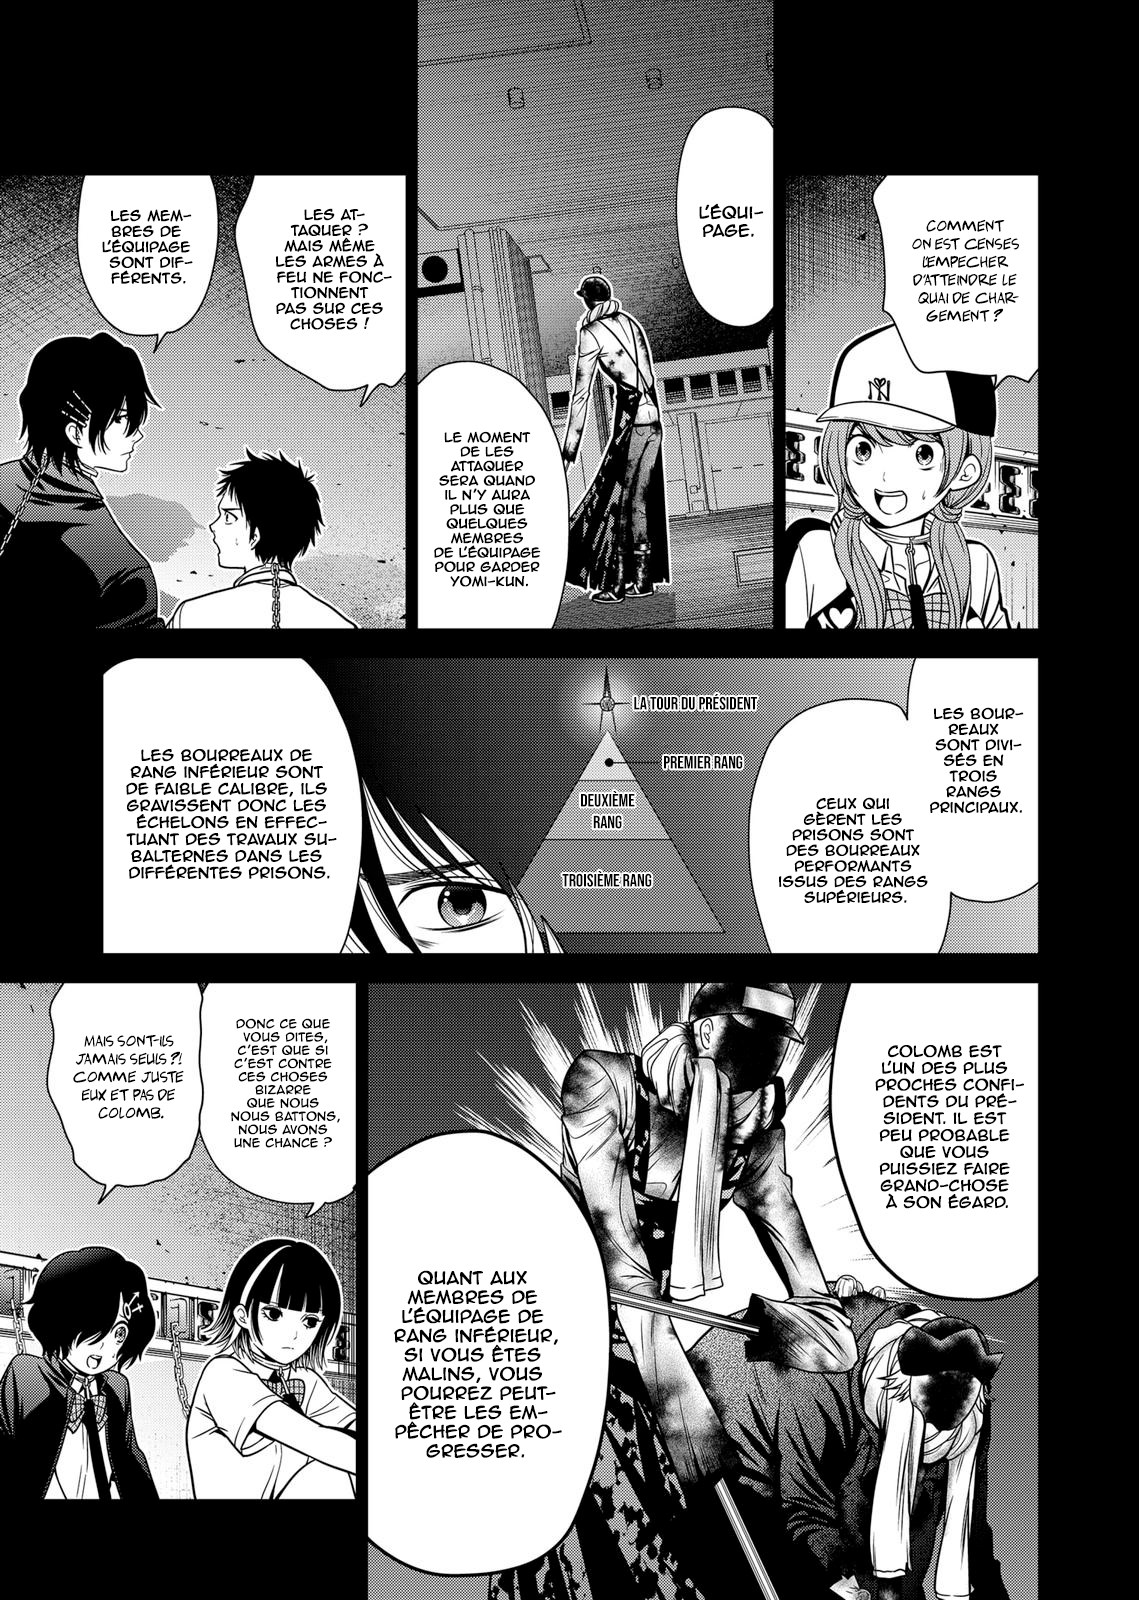 COMMENT
ON EST CENSES
L'EMPECHER
D'ATTEINDRE LE
QUAI DE CHAR-
GEMENT ?
L'ÉQUI-
PAGE.
LE MOMENT
DE LES
ATTAQUER
SERA QUAND
IL N'Y AURA
PLUS QUE
QUELQUES
MEMBRES
DE L'ÉQUIPAGE
POUR GARDER
YOMI-KUN.
LES AT-
TAQUER ?
MAIS MÊME
LES ARMES À
FEU NE FONC-
TIONNENT
PAS SUR CES
CHOSES !
LES MEM-
BRES DE
L'ÉQUIPAGE
SONT DIF-
FÉRENTS.
LES BOUR-
REAUX
SONT DIVI-
SÉS EN
TROIS
RANGS
PRINCIPAUX.
CEUX QUI
GÈRENT LES
PRISONS SONT
DES BOURREAUX
PERFORMANTS
ISSUS DES RANGS
SUPÉRIEURS.
LA TOUR DU PRÉSIDENT
PREMIER RANG
DEUXIÈME
RANG
TROISIÈME RANG
LES BOURREAUX DE
RANG INFÉRIEUR SONT
DE FAIBLE CALIBRE, ILS
GRAVISSENT DONC LES
ÉCHELONS EN EFFEC-
TUANT DES TRAVAUX SU-
BALTERNES DANS LES
DIFFÉRENTES PRISONS.
COLOMB EST
L'UN DES PLUS
PROCHES CONFI-
DENTS DU PRÉ-
SIDENT. IL EST
PEU PROBABLE
QUE VOUS
PUISSIEZ FAIRE
GRAND-CHOSE
À SON ÉGARD.
QUANT AUX
MEMBRES DE
L'ÉQUIPAGE DE
RANG INFÉRIEUR,
SI VOUS ÊTES
MALINS, VOUS
POURREZ PEUT-
ÊTRE LES EM-
PÊCHER DE PRO-
GRESSER.
DONC CE QUE
VOUS DITES,
C'EST QUE SI
C'EST CONTRE
CES CHOSES
BIZARRE
QUE NOUS
NOUS BATTONS,
NOUS AVONS
UNE CHANCE ?
MAIS SONT-ILS
JAMAIS SEULS ?!
COMME JUSTE
EUX ET PAS DE
COLOMB.